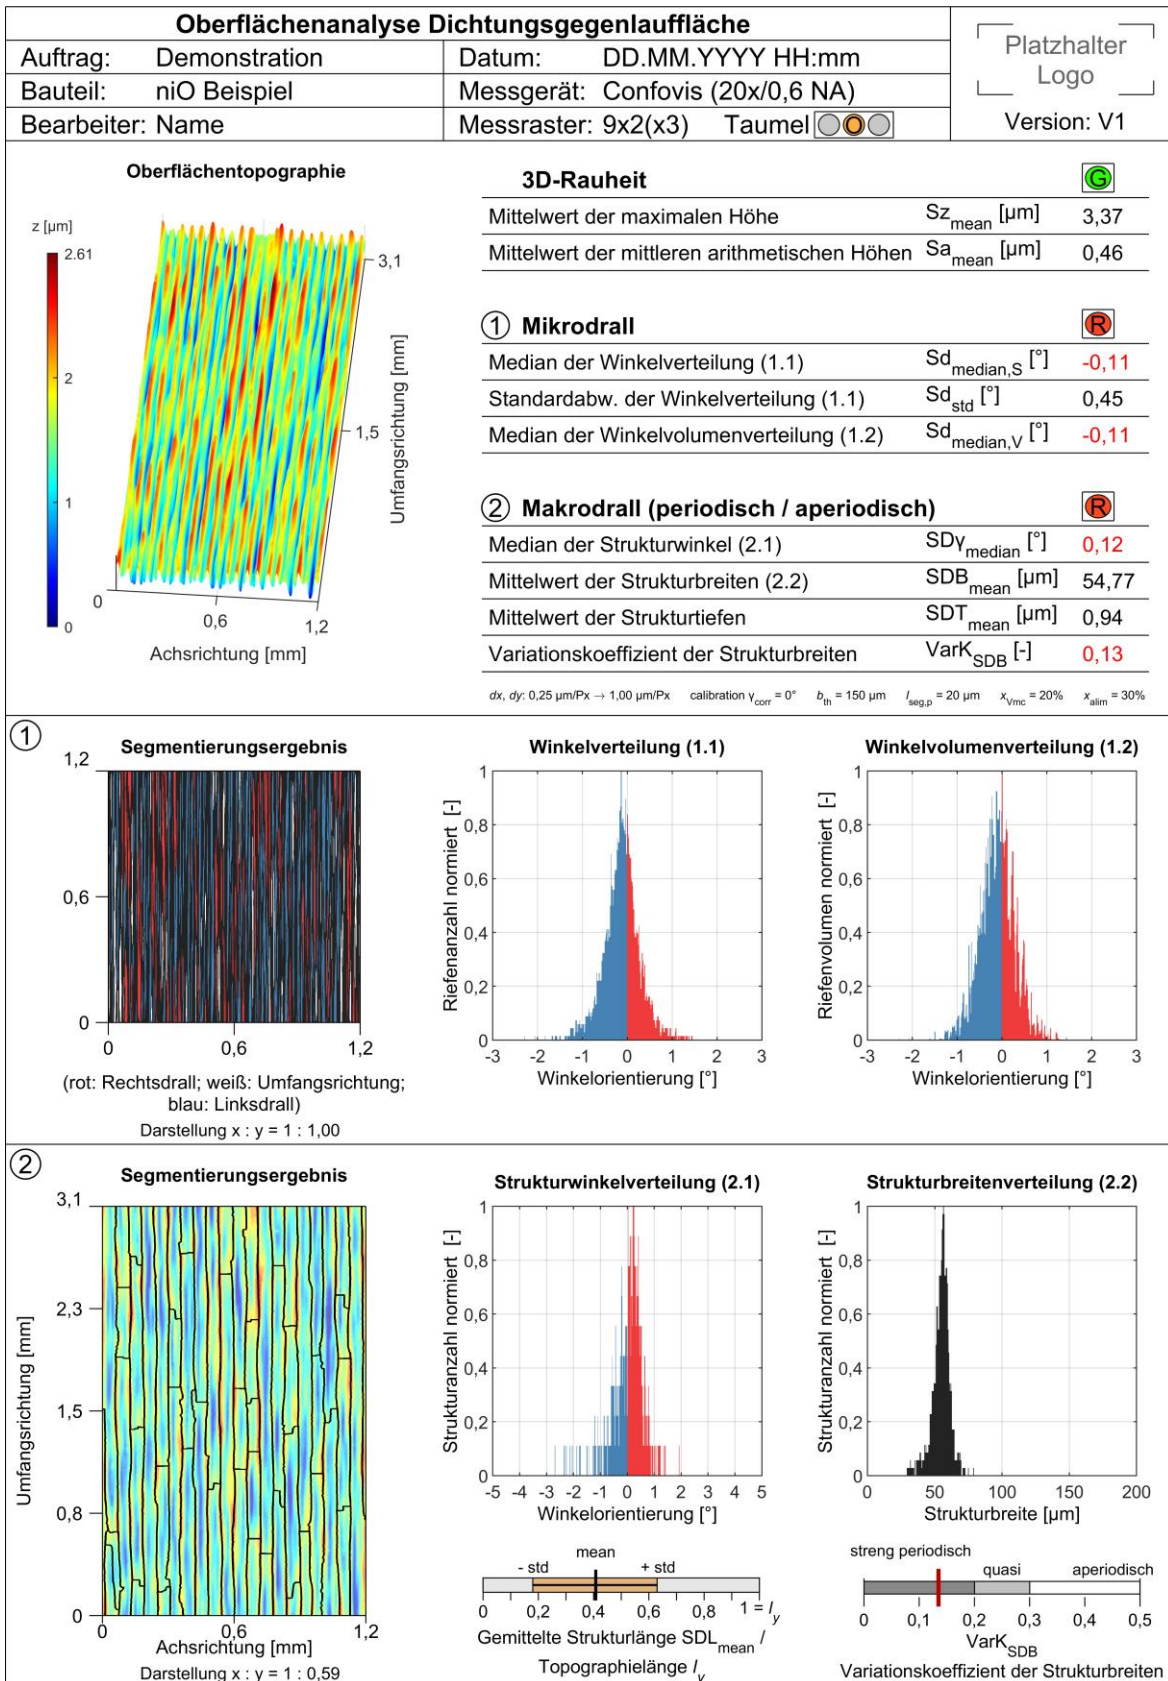 Oberflächenanalyse Dichtungsgegenlauffläche
Auftrag: Demonstration
Datum: DD.MM.YYYY HH:mm
Bauteil: niO Beispiel
Messgerät: Confovis (20x/0,6 NA)
Bearbeiter: Name
Messraster: 9x2(x3) Taumel O
Platzhalter
Logo
Version: V1
Oberflächentopographie
z [µm]
2.61
2
1
0
3,1
1,5
Umfangsrichtung [mm]
0
0,6
1,2
Achsrichtung [mm]
3D-Rauheit G
Mittelwert der maximalen Höhe Sz_mean [µm] 3,37
Mittelwert der mittleren arithmetischen Höhen Sa_mean [µm] 0,46
① Mikrodrall R
Median der Winkelverteilung (1.1) Sd_median,S [°] -0,11
Standardabw. der Winkelverteilung (1.1) Sd_std [°] 0,45
Median der Winkelvolumenverteilung (1.2) Sd_median,V [°] -0,11
② Makrodrall (periodisch / aperiodisch) R
Median der Strukturwinkel (2.1) SDγ_median [°] 0,12
Mittelwert der Strukturbreiten (2.2) SDB_mean [µm] 54,77
Mittelwert der Strukturtiefen SDT_mean [µm] 0,94
Variationskoeffizient der Strukturbreiten VarK_SDB [-] 0,13
dx, dy: 0,25 µm/Px → 1,00 µm/Px calibration γ_corr = 0° b_th = 150 µm l_seg,p = 20 µm x_Vmc = 20% x_alim = 30%
①
Segmentierungsergebnis
1,2
0,6
0
0 0,6 1,2
(rot: Rechtsdrall; weiß: Umfangsrichtung;
blau: Linksdrall)
Darstellung x : y = 1 : 1,00
Winkelverteilung (1.1)
Riefenanzahl normiert [-]
1
0,8
0,6
0,4
0,2
0
-3 -2 -1 0 1 2 3
Winkelorientierung [°]
Winkelvolumenverteilung (1.2)
Riefenvolumen normiert [-]
1
0,8
0,6
0,4
0,2
0
-3 -2 -1 0 1 2 3
Winkelorientierung [°]
②
Segmentierungsergebnis
Umfangsrichtung [mm]
3,1
2,3
1,5
0,8
0
0 0,6 1,2
Achsrichtung [mm]
Darstellung x : y = 1 : 0,59
Strukturwinkelverteilung (2.1)
Strukturanzahl normiert [-]
1
0,8
0,6
0,4
0,2
0
-5 -4 -3 -2 -1 0 1 2 3 4 5
Winkelorientierung [°]
mean
- std + std
0 0,2 0,4 0,6 0,8 1 = l_y
Gemittelte Strukturlänge SDL_mean /
Topographielänge l_y
Strukturbreitenverteilung (2.2)
Strukturanzahl normiert [-]
1
0,8
0,6
0,4
0,2
0
0 50 100 150 200
Strukturbreite [µm]
streng periodisch
quasi aperiodisch
0 0,1 0,2 0,3 0,4 0,5
VarK_SDB
Variationskoeffizient der Strukturbreiten